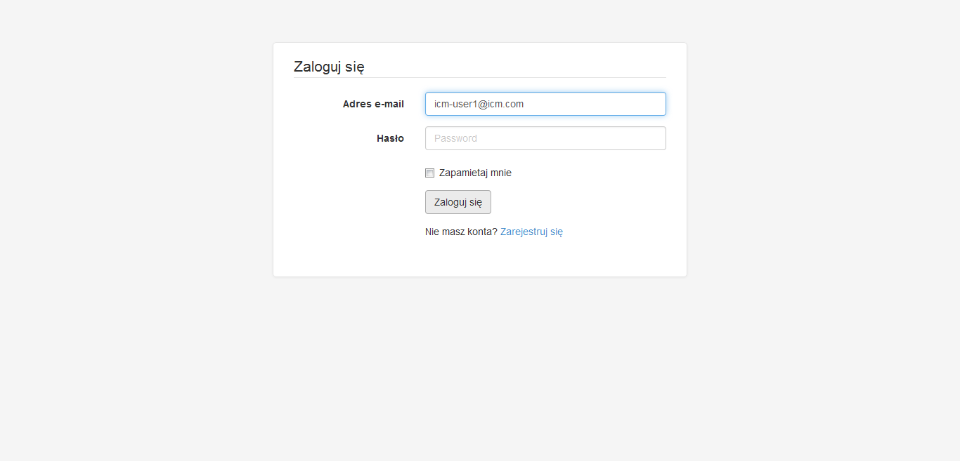 Zaloguj się
Adres e-mail icm-user1@icm.com
Hasło Password
Zapamietaj mnie
Zaloguj się
Nie masz konta? Zarejestruj się